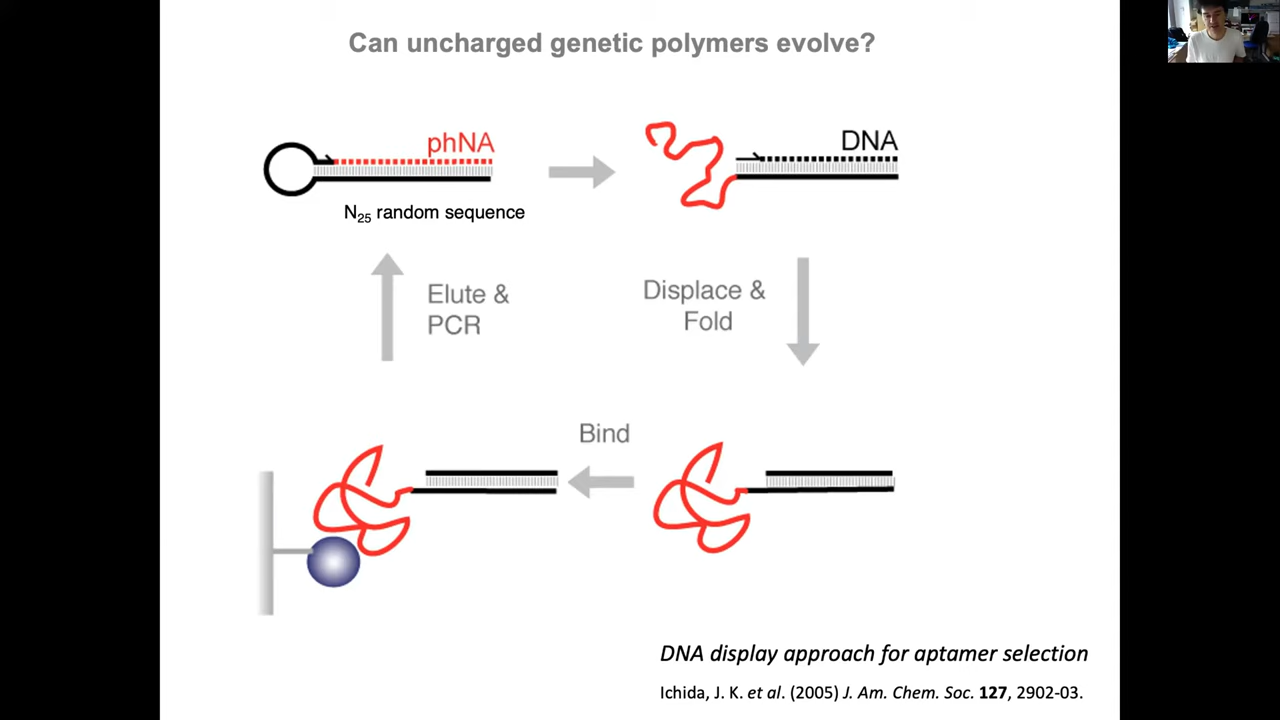 Can uncharged genetic polymers evolve?
phNA
DNA
N₂₅ random sequence
Elute &
PCR
Displace &
Fold
Bind
DNA display approach for aptamer selection
Ichida, J. K. et al. (2005) J. Am. Chem. Soc. 127, 2902-03.